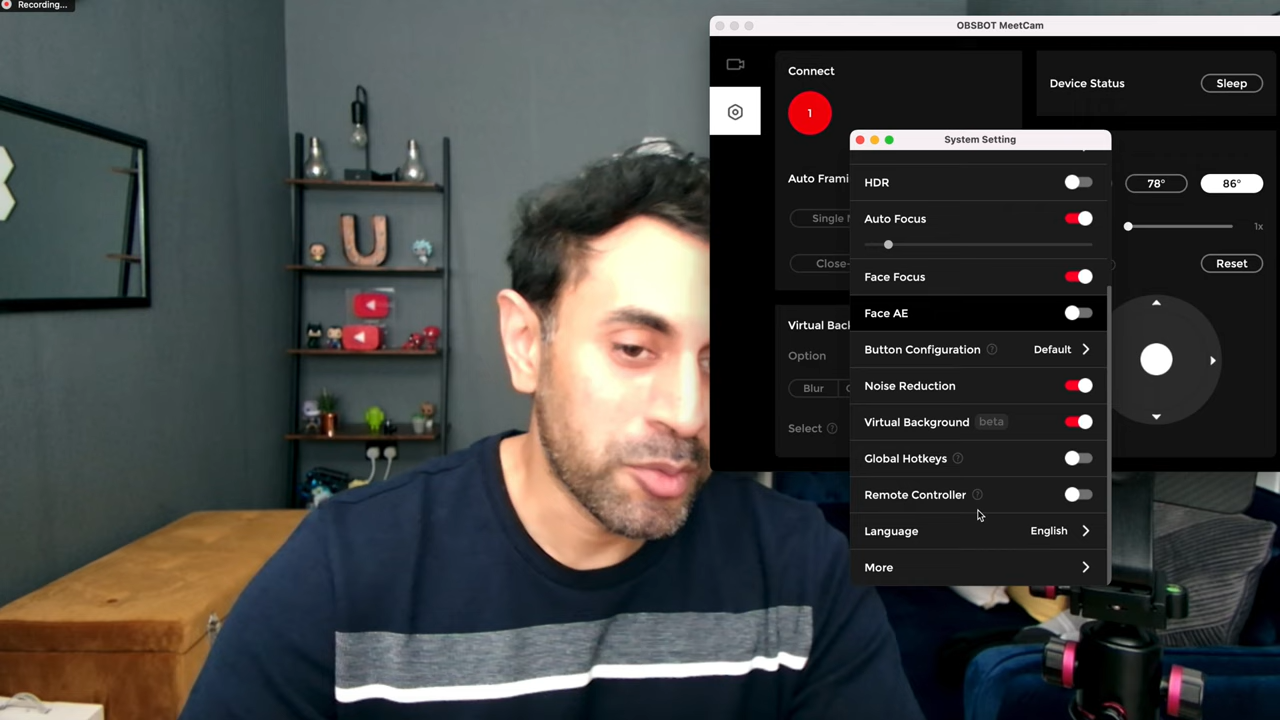 Recording...
OBSBOT MeetCam
Connect
1
Device Status
Sleep
System Setting
Auto Frami
Single
78°
86°
1x
Close-
Reset
Virtual Bac
Option
Blur
Select
HDR
Auto Focus
Face Focus
Face AE
Button Configuration
Default
Noise Reduction
Virtual Background beta
Global Hotkeys
Remote Controller
Language
English
More
U